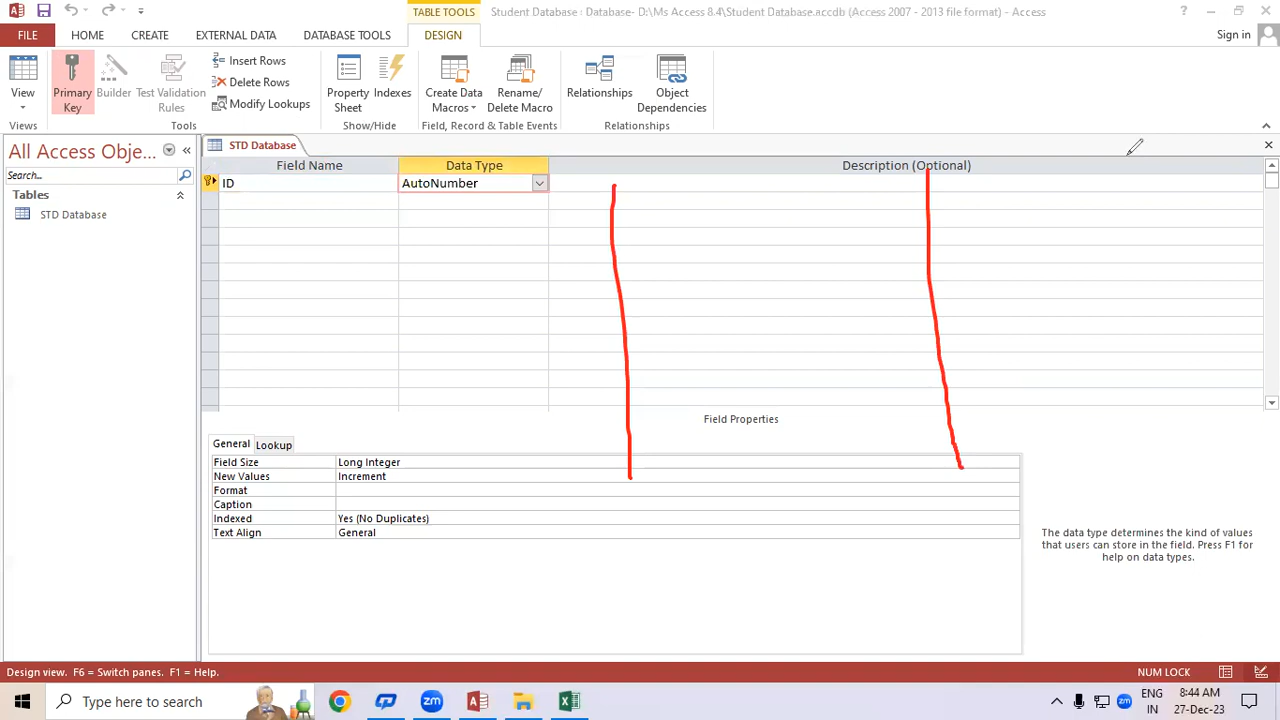 TABLE TOOLS
Student Database : Database- D:\Ms Access 8.4\Student Database.accdb (Access 2007 - 2013 file format) - Access
?
FILE
HOME
CREATE
EXTERNAL DATA
DATABASE TOOLS
DESIGN
Sign in
View
Primary Key
Builder
Test Validation Rules
Insert Rows
Delete Rows
Modify Lookups
Property Sheet
Indexes
Create Data Macros
Rename/ Delete Macro
Relationships
Object Dependencies
Views
Tools
Show/Hide
Field, Record & Table Events
Relationships
All Access Obje...
Search...
Tables
STD Database
STD Database
Field Name
Data Type
Description (Optional)
ID
AutoNumber
Field Properties
General
Lookup
Field Size
Long Integer
New Values
Increment
Format
Caption
Indexed
Yes (No Duplicates)
Text Align
General
The data type determines the kind of values
that users can store in the field. Press F1 for
help on data types.
Design view. F6 = Switch panes. F1 = Help.
NUM LOCK
Type here to search
zm
zm
ENG
IN
8:44 AM
27-Dec-23